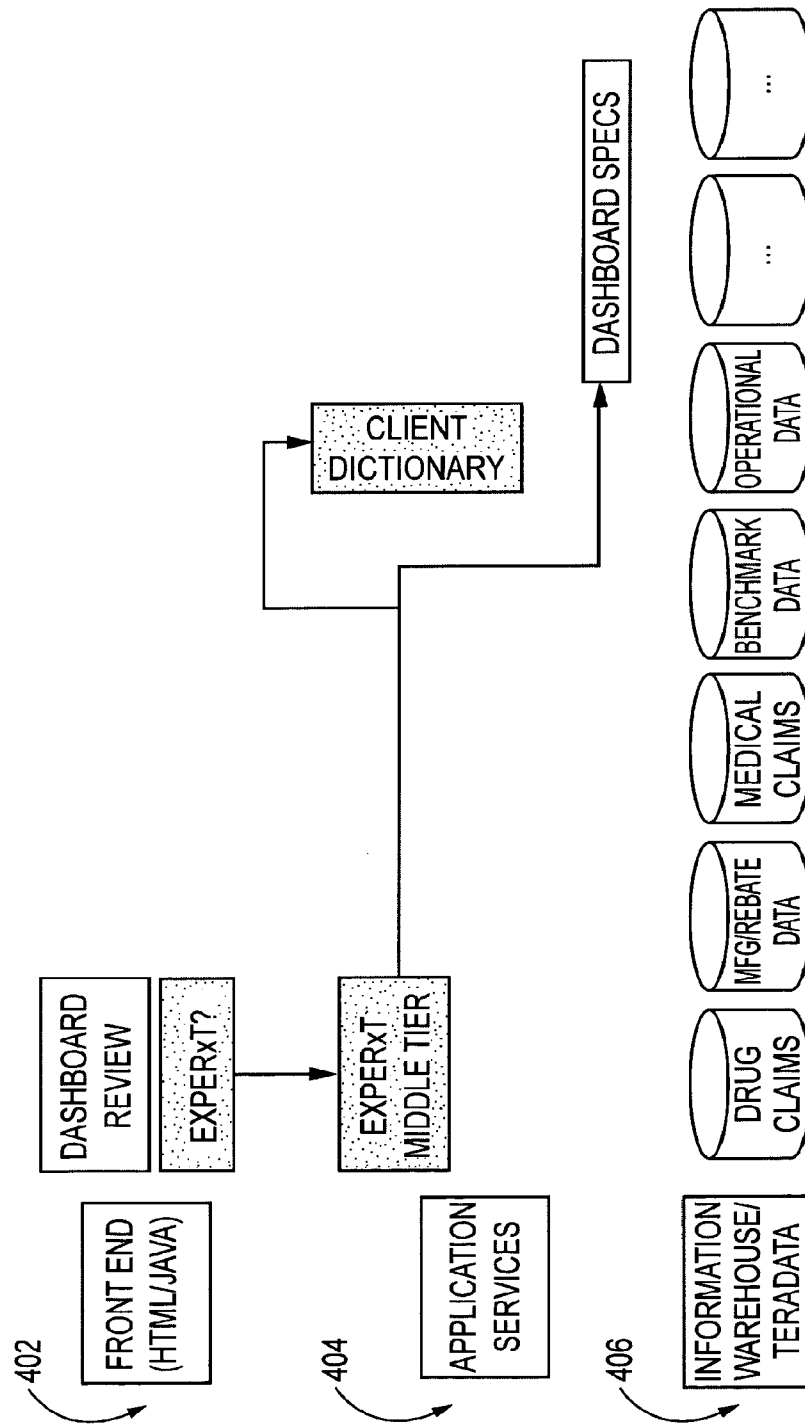 402
FRONT END
(HTML/JAVA)
DASHBOARD
REVIEW
EXPERxT?
404
APPLICATION
SERVICES
EXPERxT
MIDDLE TIER
CLIENT
DICTIONARY
DASHBOARD SPECS
406
INFORMATION
WAREHOUSE/
TERADATA
DRUG
CLAIMS
MFG/REBATE
DATA
MEDICAL
CLAIMS
BENCHMARK
DATA
OPERATIONAL
DATA
...
...